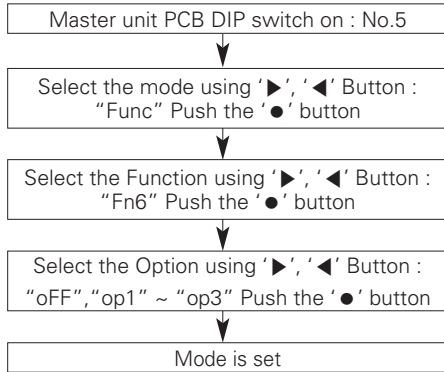 Master unit PCB DIP switch on : No.5
Select the mode using ‘▶’, ‘◀’ Button :
“Func” Push the ‘●’ button
Select the Function using ‘▶’, ‘◀’ Button :
“Fn6” Push the ‘●’ button
Select the Option using ‘▶’, ‘◀’ Button :
“oFF”,“op1” ~ “op3” Push the ‘●’ button
Mode is set